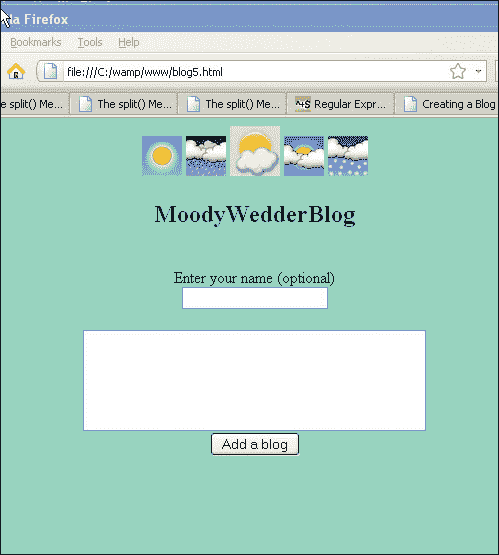 la Firefox
Bookmarks Tools Help
file:///C:/wamp/www/blog5.html
e split() Me... The split() Me... The split() Me... Regular Expr... Creating a Blog
MoodyWedderBlog
Enter your name (optional)
Add a blog